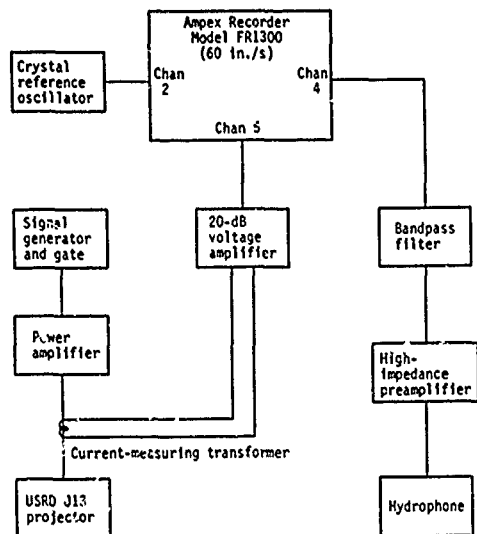 Ampex Recorder
Model FR1300
(60 in./s)
Chan
2
Chan
4
Chan 5
Crystal
reference
oscillator
Signal
generator
and gate
20-dB
voltage
amplifier
Bandpass
filter
Power
amplifier
High-
impedance
preamplifier
Current-measuring transformer
USRD J13
projector
Hydrophone